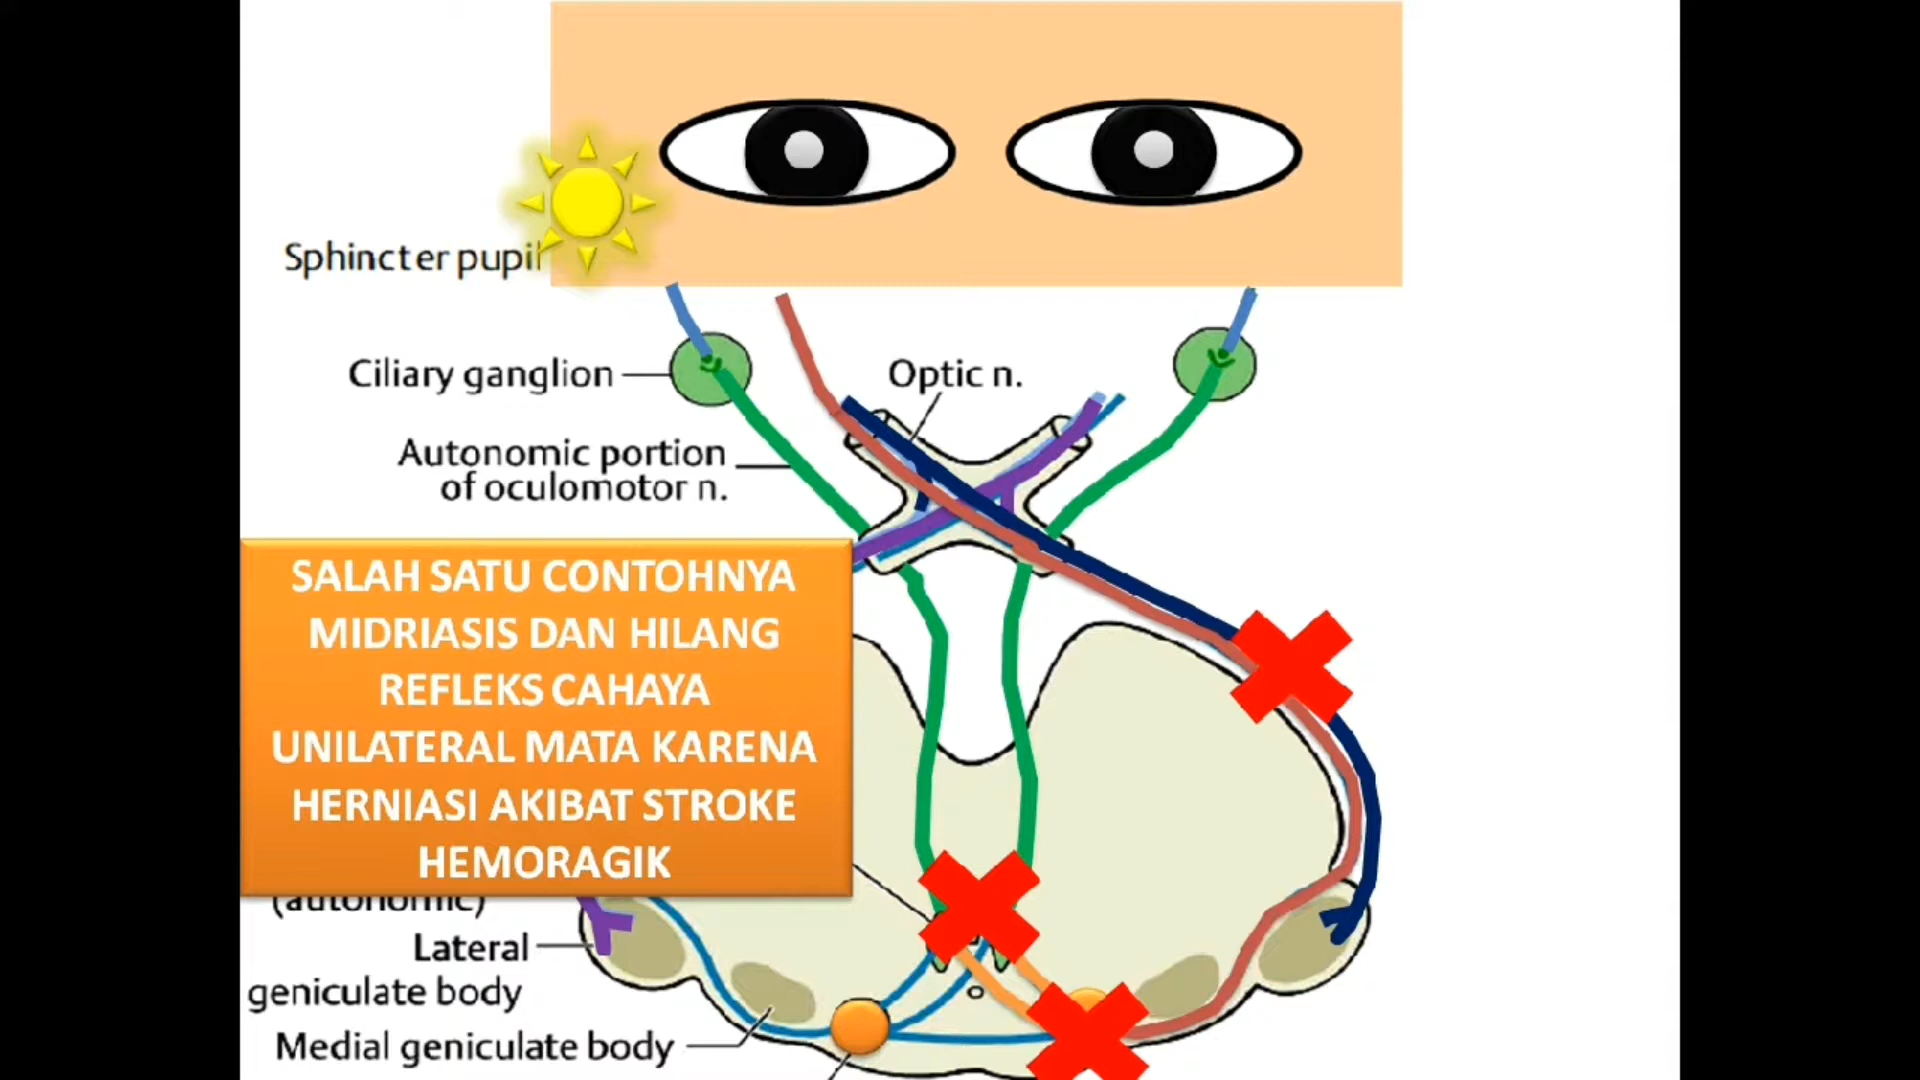 Sphincter pupil
Ciliary ganglion
Optic n.
Autonomic portion
of oculomotor n.
SALAH SATU CONTOHNYA
MIDRIASIS DAN HILANG
REFLEKS CAHAYA
UNILATERAL MATA KARENA
HERNIASI AKIBAT STROKE
HEMORAGIK
(autonomic)
Lateral
geniculate body
Medial geniculate body